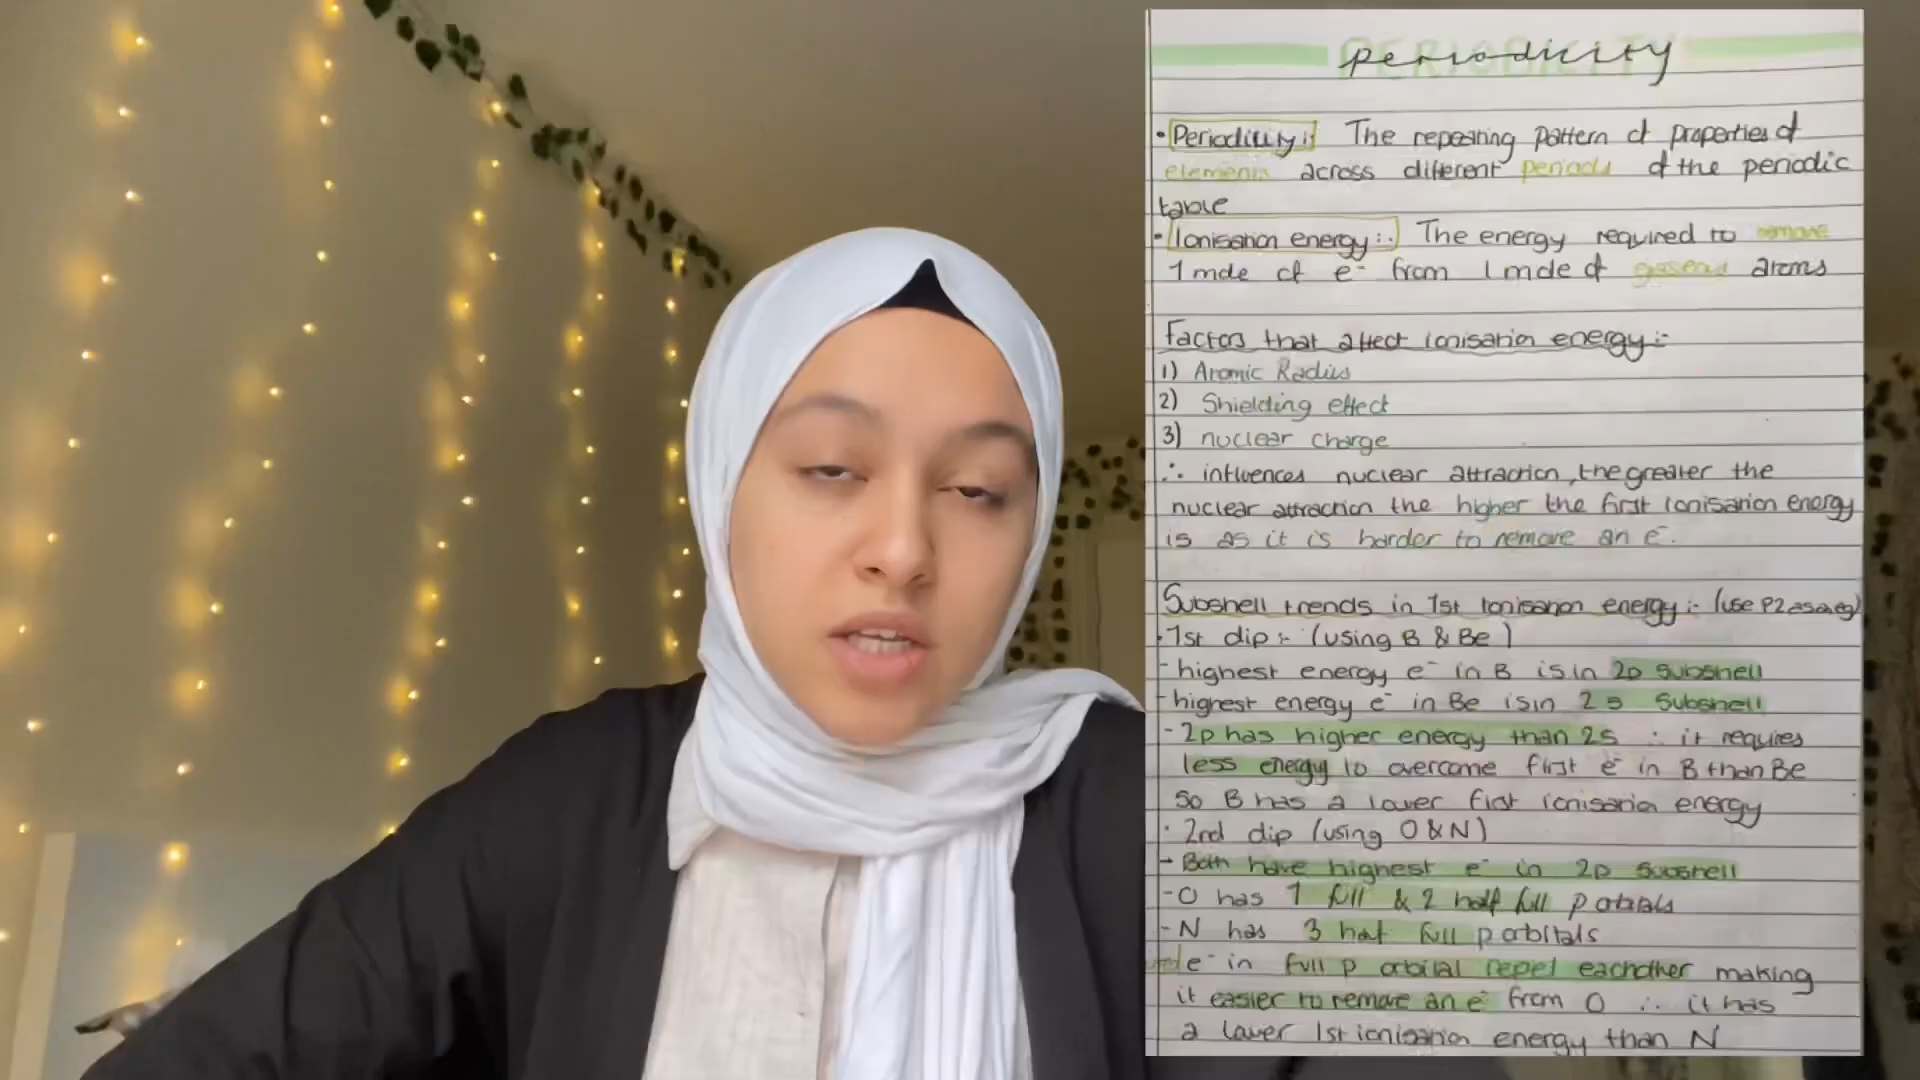 periodicity
• Periodicity:- The repeating pattern of properties of
elements across different periods of the periodic
table
• Ionisation energy:- The energy required to remove
1 mole of e⁻ from 1 mole of gaseous atoms
Factors that affect ionisation energy:-
1) Atomic Radius
2) Shielding effect
3) nuclear charge
∴ influences nuclear attraction, the greater the
nuclear attraction the higher the first ionisation energy
is as it is harder to remove an e⁻.
Subshell trends in 1st Ionisation energy:- (use P2 as a eg)
• 1st dip:- (using B & Be)
- highest energy e⁻ in B is in 2p subshell
- highest energy e⁻ in Be is in 2s subshell
- 2p has higher energy than 2s ∴ it requires
less energy to overcome first e⁻ in B than Be
so B has a lower first ionisation energy
• 2nd dip (using O & N)
- Both have highest e⁻ in 2p subshell
- O has 1 full & 2 half full p orbitals
- N has 3 half full p orbitals
e⁻ in full p orbital repel eachother making
it easier to remove an e⁻ from O ∴ it has
a lower 1st ionisation energy than N